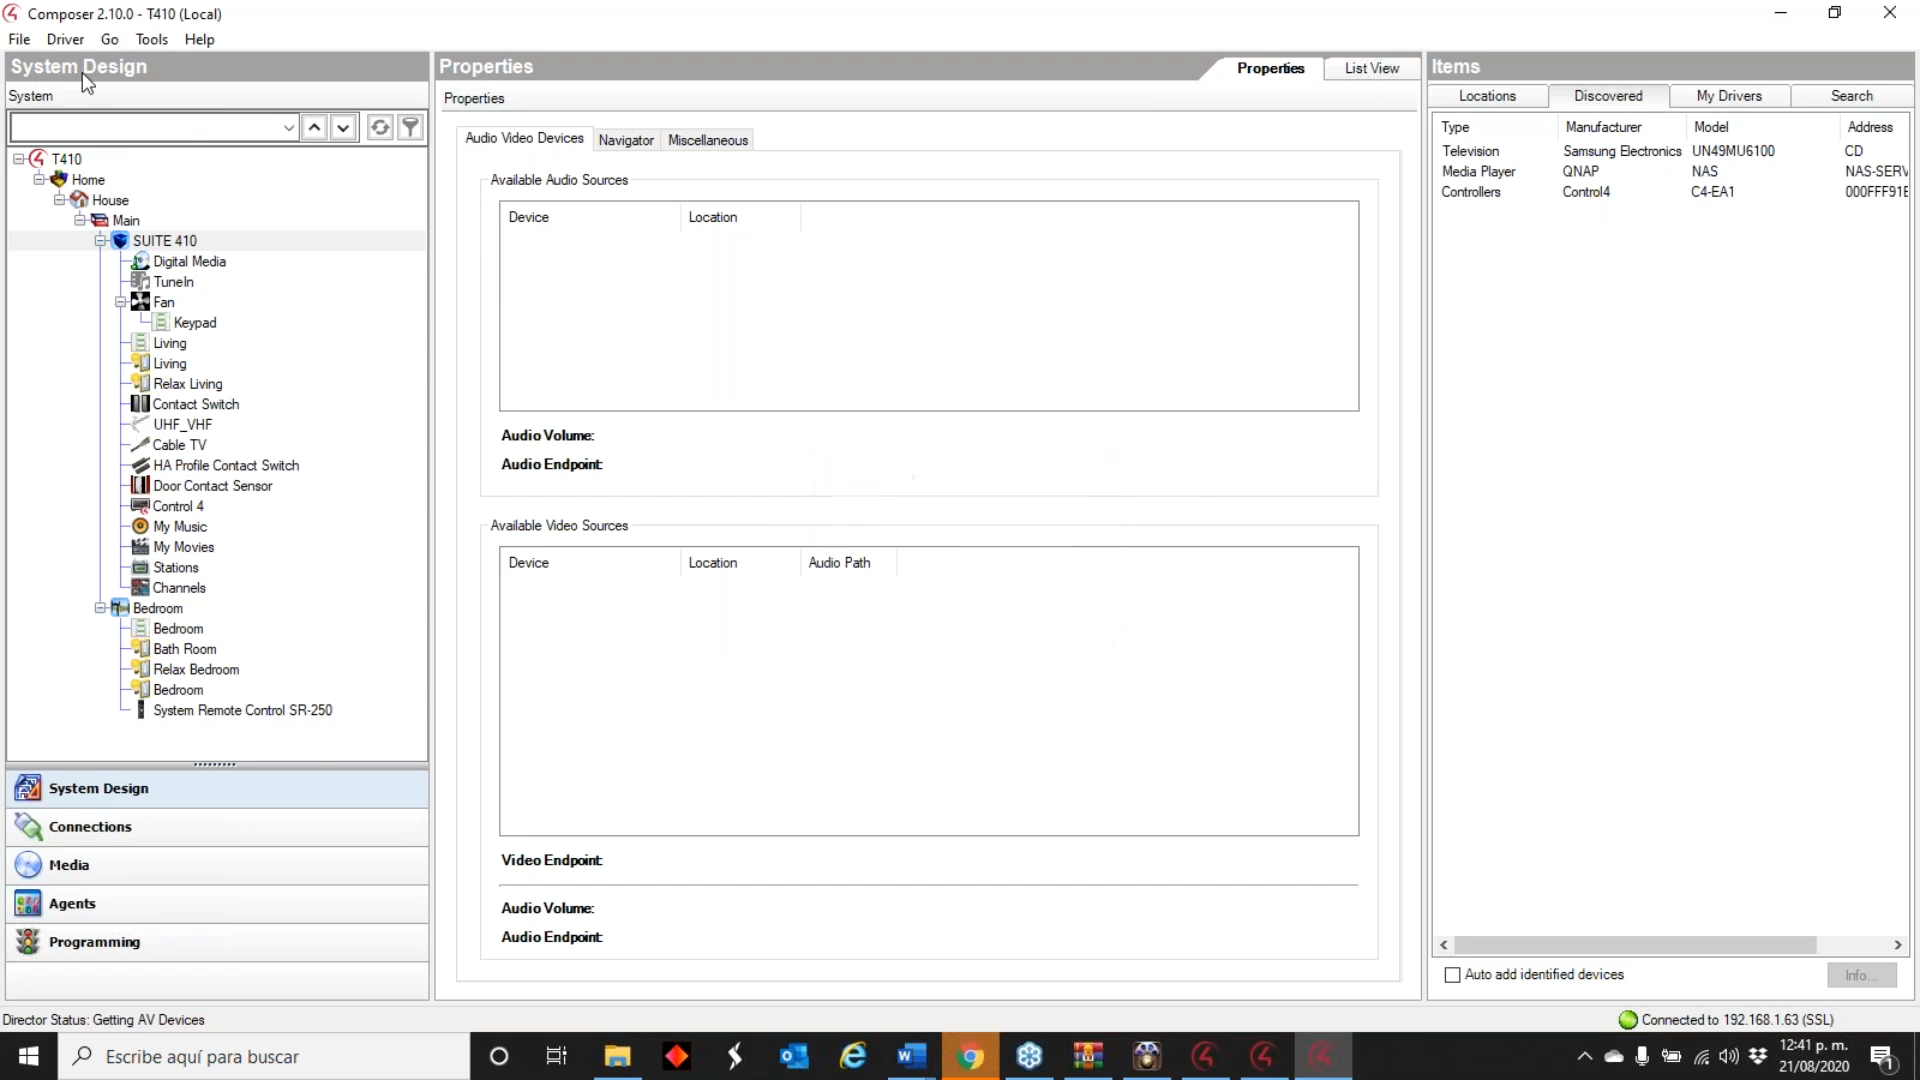 Composer 2.10.0 - T410 (Local)
File Driver Go Tools Help
System Design
System
T410
Home
House
Main
SUITE 410
Digital Media
TuneIn
Fan
Keypad
Living
Living
Relax Living
Contact Switch
UHF_VHF
Cable TV
HA Profile Contact Switch
Door Contact Sensor
Control 4
My Music
My Movies
Stations
Channels
Bedroom
Bedroom
Bath Room
Relax Bedroom
Bedroom
System Remote Control SR-250
System Design
Connections
Media
Agents
Programming
Properties
Properties List View
Properties
Audio Video Devices Navigator Miscellaneous
Available Audio Sources
Device Location
Audio Volume:
Audio Endpoint:
Available Video Sources
Device Location Audio Path
Video Endpoint:
Audio Volume:
Audio Endpoint:
Items
Locations Discovered My Drivers Search
Type Manufacturer Model Address
Television Samsung Electronics UN49MU6100 CD
Media Player QNAP NAS NAS-SERV
Controllers Control4 C4-EA1 000FFF91E
Auto add identified devices
Info...
Director Status: Getting AV Devices
Connected to 192.168.1.63 (SSL)
Escribe aquí para buscar
12:41 p. m.
21/08/2020
1